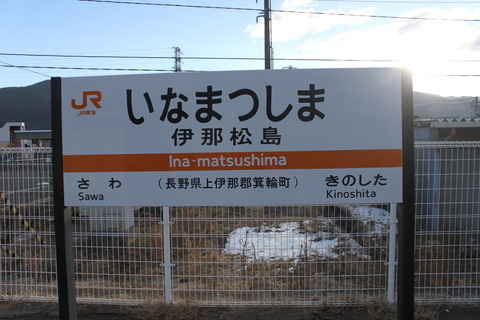 JR
JR東海
いなまつしま
伊那松島
Ina-matsushima
さわ （長野県上伊那郡箕輪町） きのした
Sawa Kinoshita